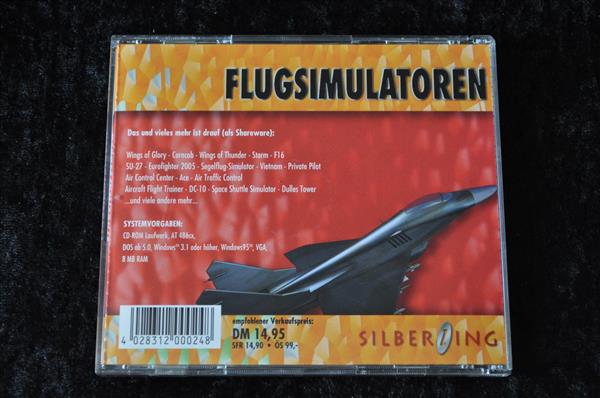 FLUGSIMULATOREN
Das und vieles mehr ist drauf (als Shareware):
Wings of Glory - Corncob - Wings of Thunder - Storm - F16
SU-27 - Eurofighter 2005 - Segelflug-Simulator - Vietnam - Private Pilot
Air Control Center - Ace - Air Traffic Control
Aircraft Flight Trainer - DC-10 - Space Shuttle Simulator - Dulles Tower
...und viele andere mehr...
SYSTEMVORGABEN:
CD-ROM Laufwerk, AT 486cx,
DOS ab 5.0, Windows™ 3.1 oder höher, Windows95™, VGA,
8 MB RAM
empfohlener Verkaufspreis:
DM 14,95
SFR 14,90 • ÖS 99,-
4 028312 000248
SILBERLING